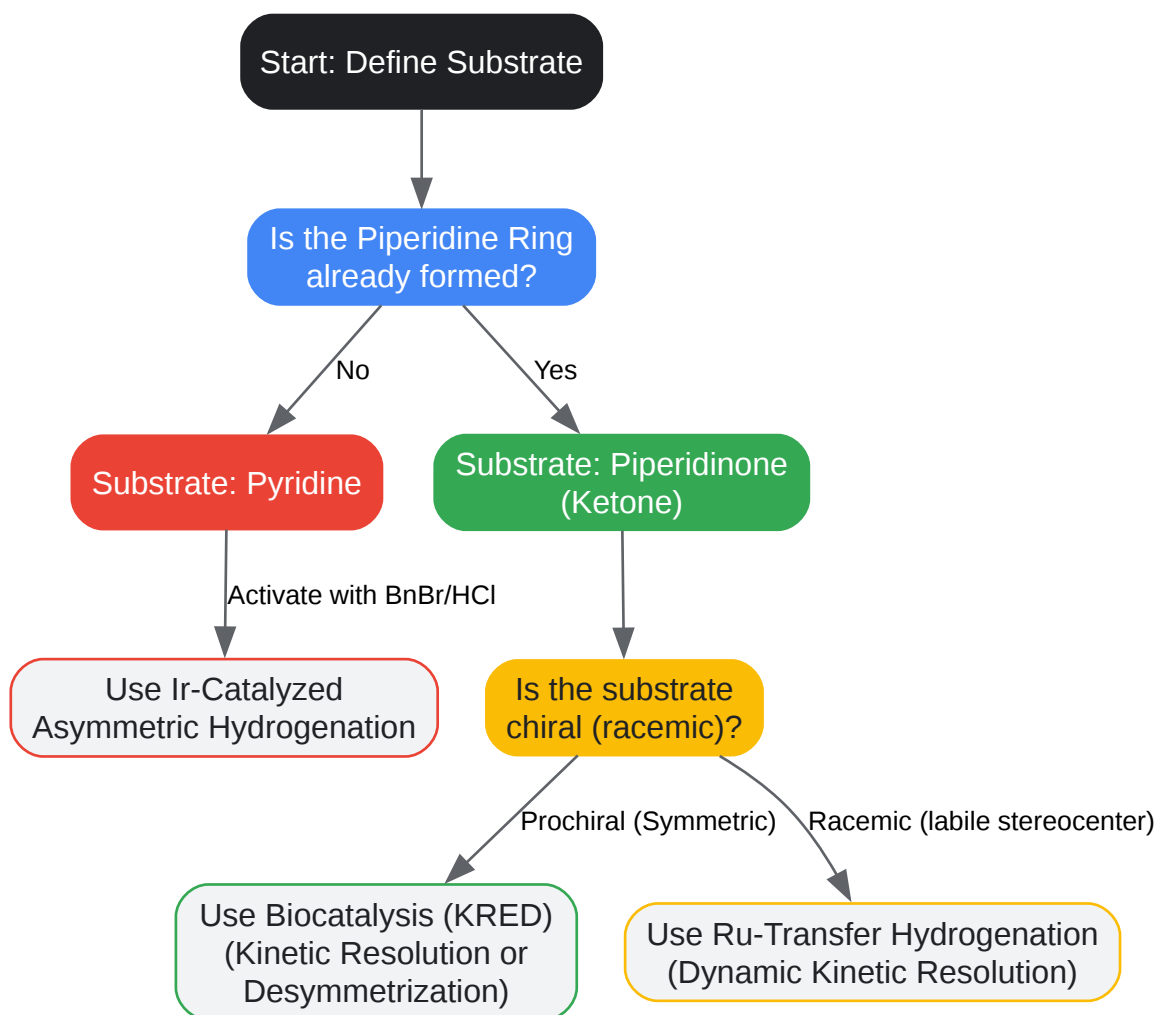 Start: Define Substrate
Is the Piperidine Ring
already formed?
No
Yes
Substrate: Pyridine
Substrate: Piperidinone
(Ketone)
Activate with BnBr/HCl
Use Ir-Catalyzed
Asymmetric Hydrogenation
Is the substrate
chiral (racemic)?
Prochiral (Symmetric)
Racemic (labile stereocenter)
Use Biocatalysis (KRED)
(Kinetic Resolution or
Desymmetrization)
Use Ru-Transfer Hydrogenation
(Dynamic Kinetic Resolution)